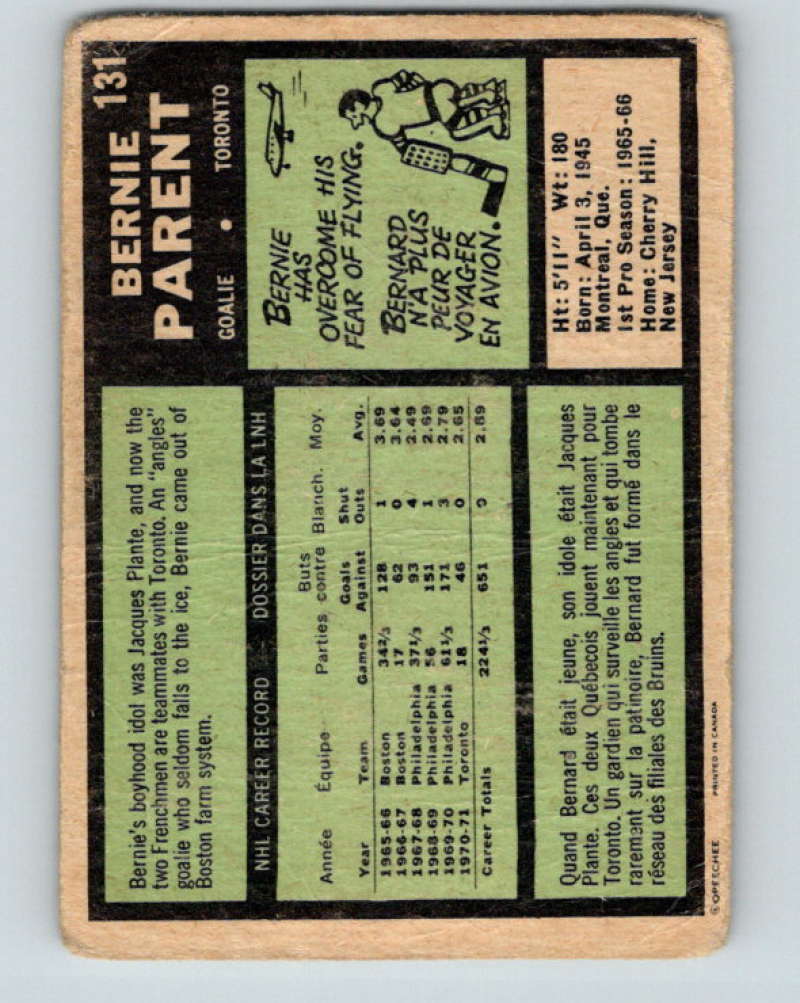 131
BERNIE
PARENT
GOALIE • TORONTO
BERNIE
HAS
OVERCOME HIS
FEAR OF FLYING.
BERNARD
N'A PLUS
PEUR DE
VOYAGER
EN AVION.
Ht: 5'11" Wt: 180
Born: April 3, 1945
Montreal, Que.
1st Pro Season: 1965-66
Home: Cherry Hill,
New Jersey
Bernie's boyhood idol was Jacques Plante, and now the
two Frenchmen are teammates with Toronto. An "angles"
goalie who seldom falls to the ice, Bernie came out of
Boston farm system.
NHL CAREER RECORD — DOSSIER DANS LA LNH
Buts
Année Équipe Parties contre Blanch. Moy.
Goals Shut
Year Team Games Against Outs Avg.
1965-66 Boston 34⅔ 128 1 3.69
1966-67 Boston 17 62 0 3.64
1967-68 Philadelphia 37⅓ 93 4 2.49
1968-69 Philadelphia 56 151 1 2.69
1969-70 Philadelphia 61⅓ 171 3 2.79
1970-71 Toronto 18 46 0 2.65
Career Totals 224⅓ 651 9 2.89
Quand Bernard était jeune, son idole était Jacques
Plante. Ces deux Québecois jouent maintenant pour
Toronto. Un gardien qui surveille les angles et qui tombe
rarement sur la patinoire, Bernard fut formé dans le
réseau des filiales des Bruins.
© OPEECHEE PRINTED IN CANADA